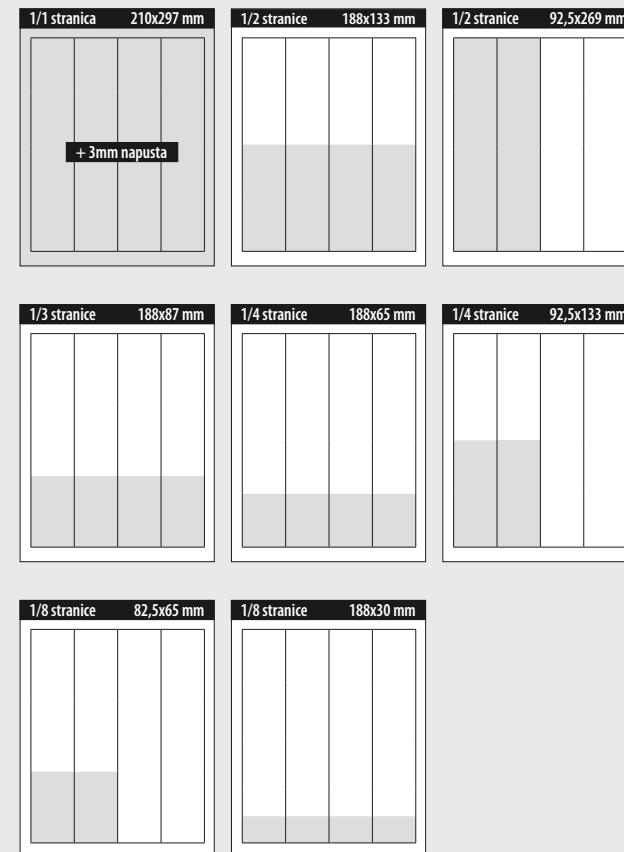 1/1 stranica 210x297 mm
1/2 stranice 188x133 mm
1/2 stranice 92,5x269 mm
+ 3mm napusta
1/3 stranice 188x87 mm
1/4 stranice 188x65 mm
1/4 stranice 92,5x133 mm
1/8 stranice 82,5x65 mm
1/8 stranice 188x30 mm